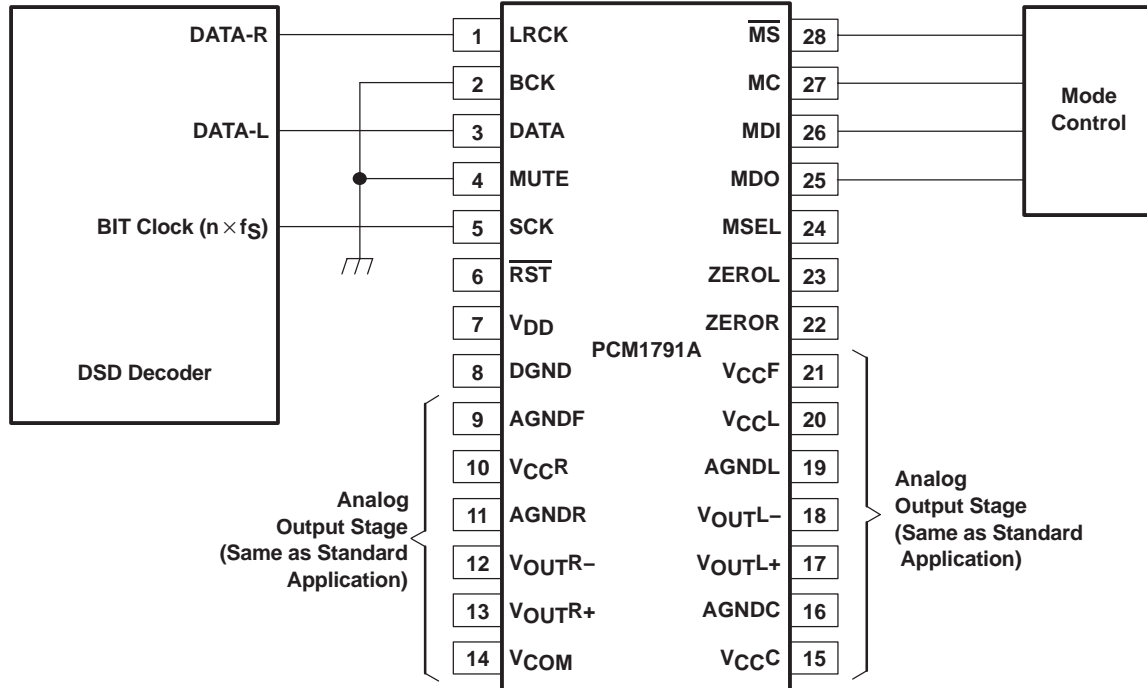 DATA-R
1
LRCK
MS
28
2
BCK
MC
27
Mode
Control
DATA-L
3
DATA
MDI
26
4
MUTE
MDO
25
BIT Clock (n × fS)
5
SCK
MSEL
24
6
RST
ZEROL
23
7
VDD
ZEROR
22
PCM1791A
DSD Decoder
8
DGND
VCCF
21
9
AGNDF
VCCL
20
10
VCCR
AGNDL
19
Analog
Output Stage
(Same as Standard
Application)
11
AGNDR
VOUTL–
18
Analog
Output Stage
(Same as Standard
Application)
12
VOUTR–
VOUTL+
17
13
VOUTR+
AGNDC
16
14
VCOM
VCCC
15